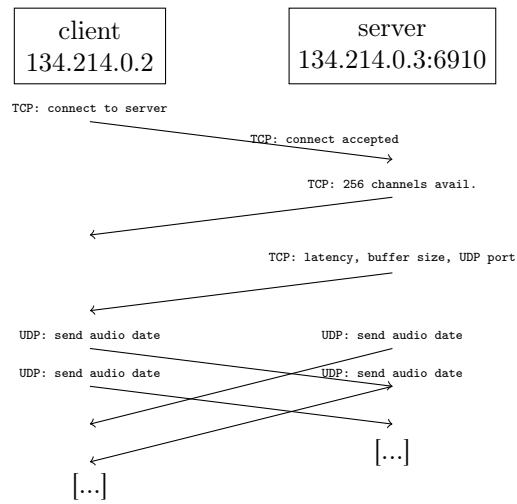 client
134.214.0.2
server
134.214.0.3:6910
TCP: connect to server
TCP: connect accepted
TCP: 256 channels avail.
TCP: latency, buffer size, UDP port
UDP: send audio date
UDP: send audio date
UDP: send audio date
UDP: send audio date
[...]
[...]